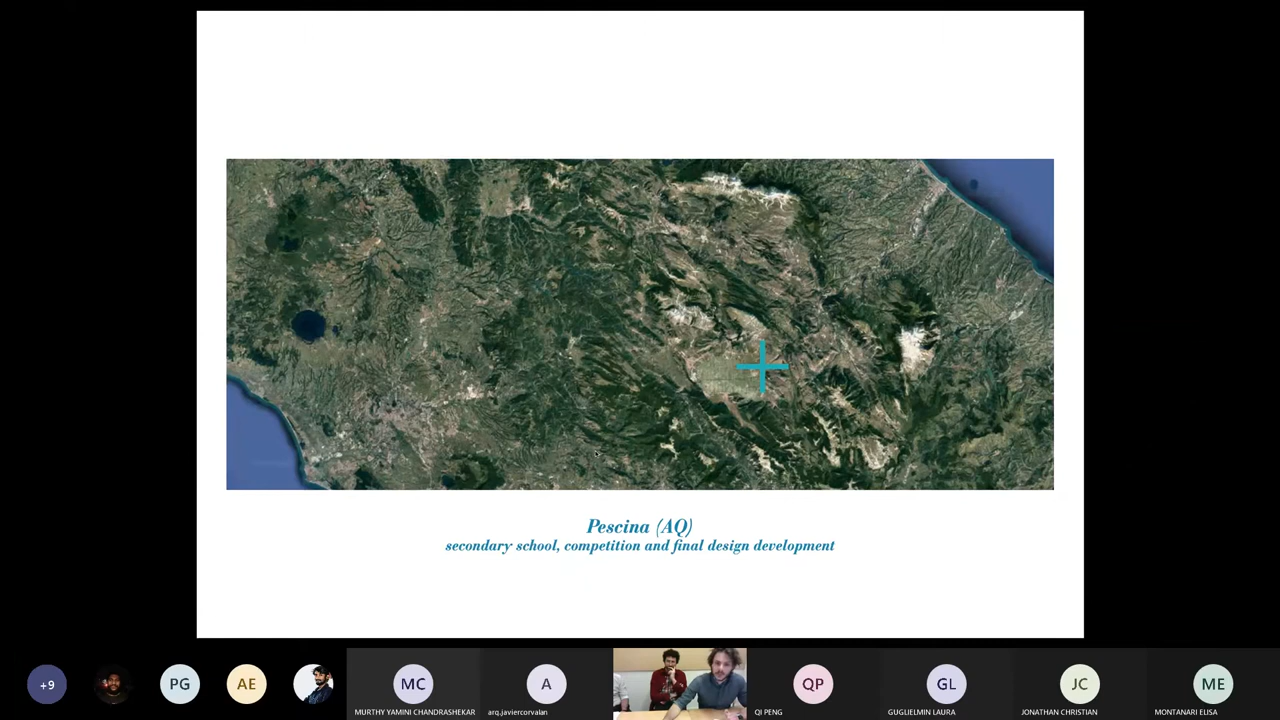 Pescina (AQ)
secondary school, competition and final design development
+9
PG
AE
MC
MURTHY YAMINI CHANDRASHEKAR
A
arq.javiercorvalan
QP
QI PENG
GL
GUGLIELMIN LAURA
JC
JONATHAN CHRISTIAN
ME
MONTANARI ELISA